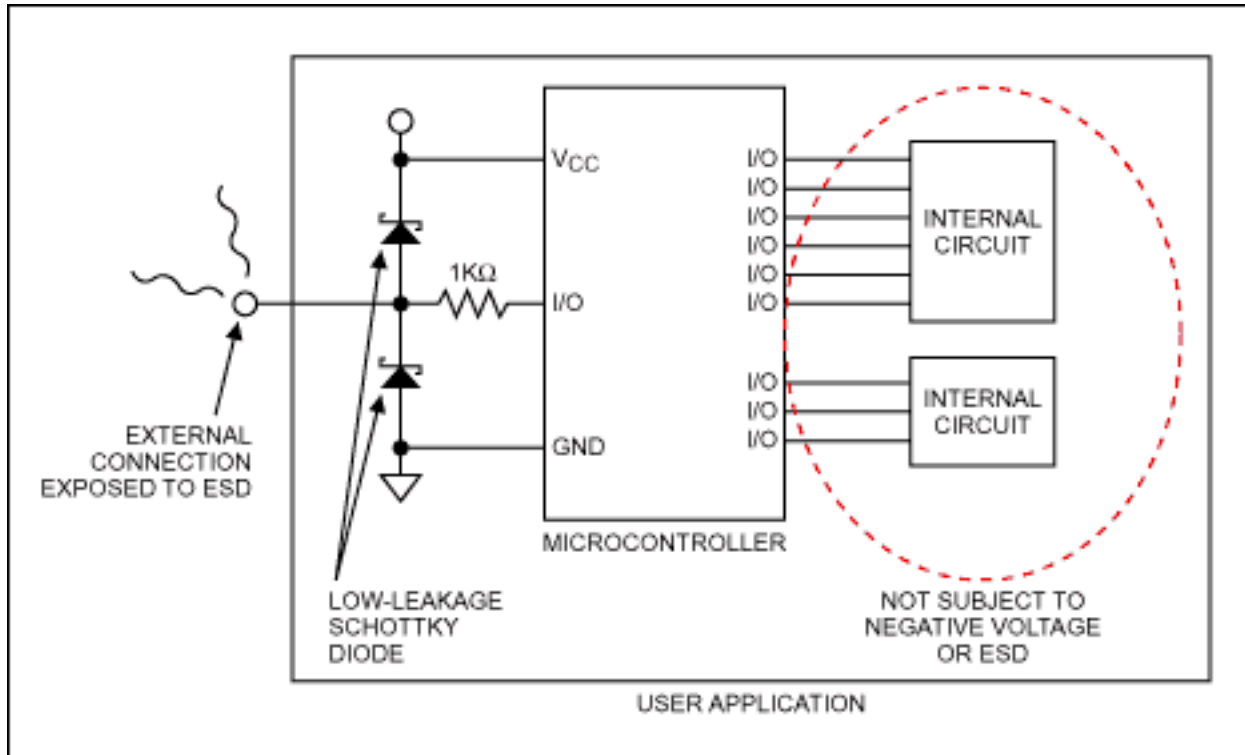 VCC
I/O
GND
1KΩ
I/O
I/O
I/O
I/O
I/O
I/O
I/O
I/O
I/O
INTERNAL
CIRCUIT
INTERNAL
CIRCUIT
EXTERNAL
CONNECTION
EXPOSED TO ESD
MICROCONTROLLER
LOW-LEAKAGE
SCHOTTKY
DIODE
NOT SUBJECT TO
NEGATIVE VOLTAGE
OR ESD
USER APPLICATION